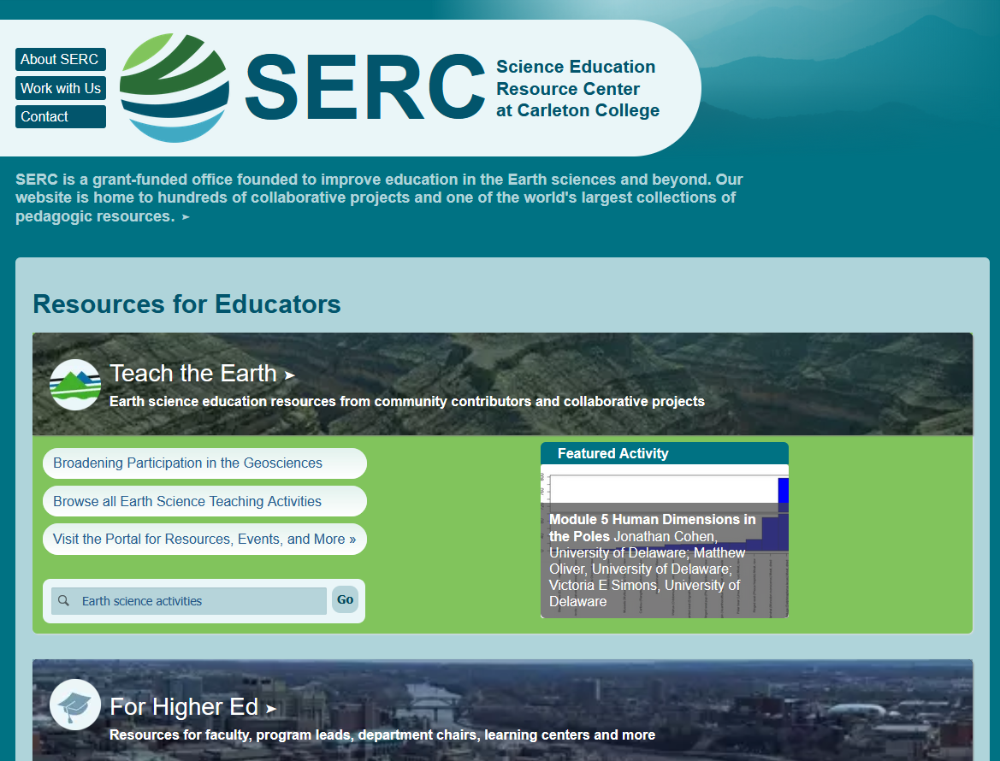 About SERC
Work with Us
Contact
SERC
Science Education
Resource Center
at Carleton College
SERC is a grant-funded office founded to improve education in the Earth sciences and beyond. Our
website is home to hundreds of collaborative projects and one of the world's largest collections of
pedagogic resources. ➢
Resources for Educators
Teach the Earth ➢
Earth science education resources from community contributors and collaborative projects
Broadening Participation in the Geosciences
Browse all Earth Science Teaching Activities
Visit the Portal for Resources, Events, and More »
Earth science activities
Go
Featured Activity
Module 5 Human Dimensions in
the Poles Jonathan Cohen,
University of Delaware; Matthew
Oliver, University of Delaware;
Victoria E Simons, University of
Delaware
For Higher Ed ➢
Resources for faculty, program leads, department chairs, learning centers and more